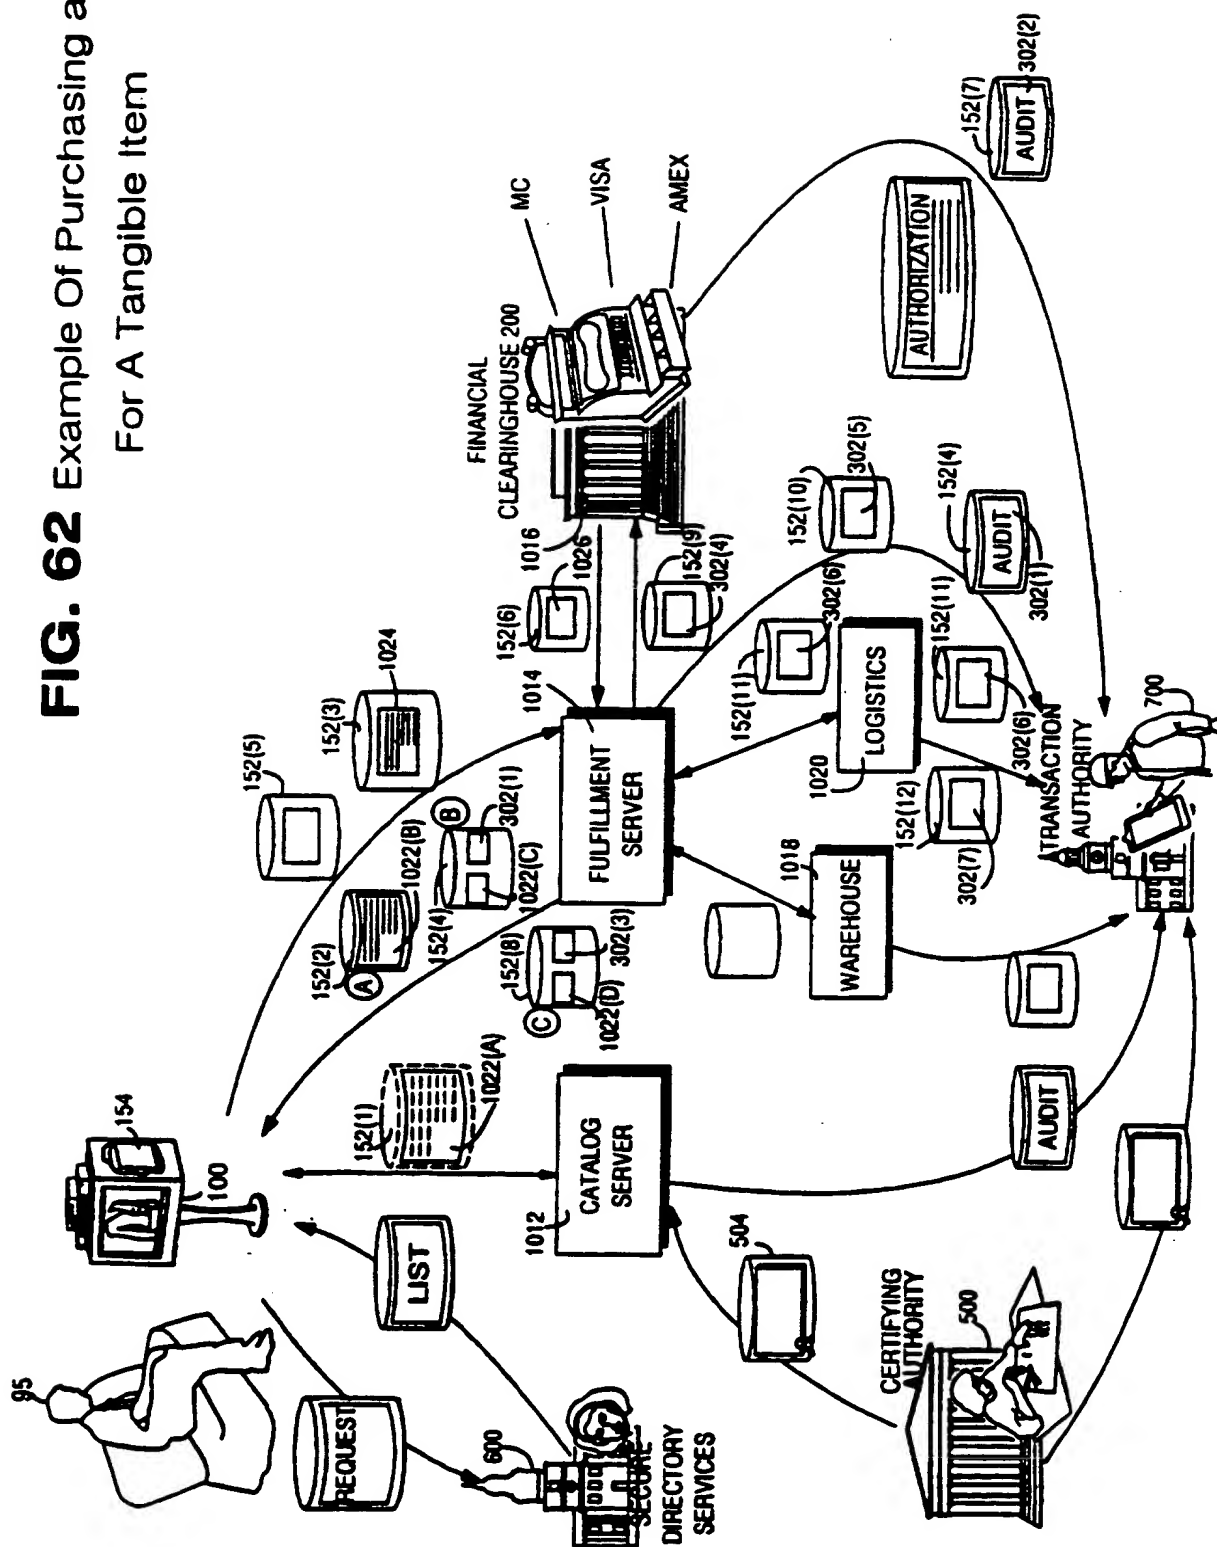 FIG. 62 Example Of Purchasing a
For A Tangible Item
95
154
100
REQUEST
LIST
600
SECURE
DIRECTORY
SERVICES
152(5)
152(3)
1024
152(2)
A
1022(B)
152(4)
B
302(1)
1022(C)
152(8)
C
302(3)
1022(D)
152(1)
1022(A)
1012
CATALOG
SERVER
1014
FULFILLMENT
SERVER
FINANCIAL
CLEARINGHOUSE 200
MC
VISA
AMEX
1016
1026
152(6)
152(9)
302(4)
152(10)
302(5)
152(11)
302(6)
1020
LOGISTICS
152(11)
302(6)
1018
WAREHOUSE
152(12)
302(7)
AUTHORIZATION
152(7)
AUDIT
302(2)
152(4)
AUDIT
302(1)
TRANSACTION
AUTHORITY
700
504
CERTIFYING
AUTHORITY
500
AUDIT